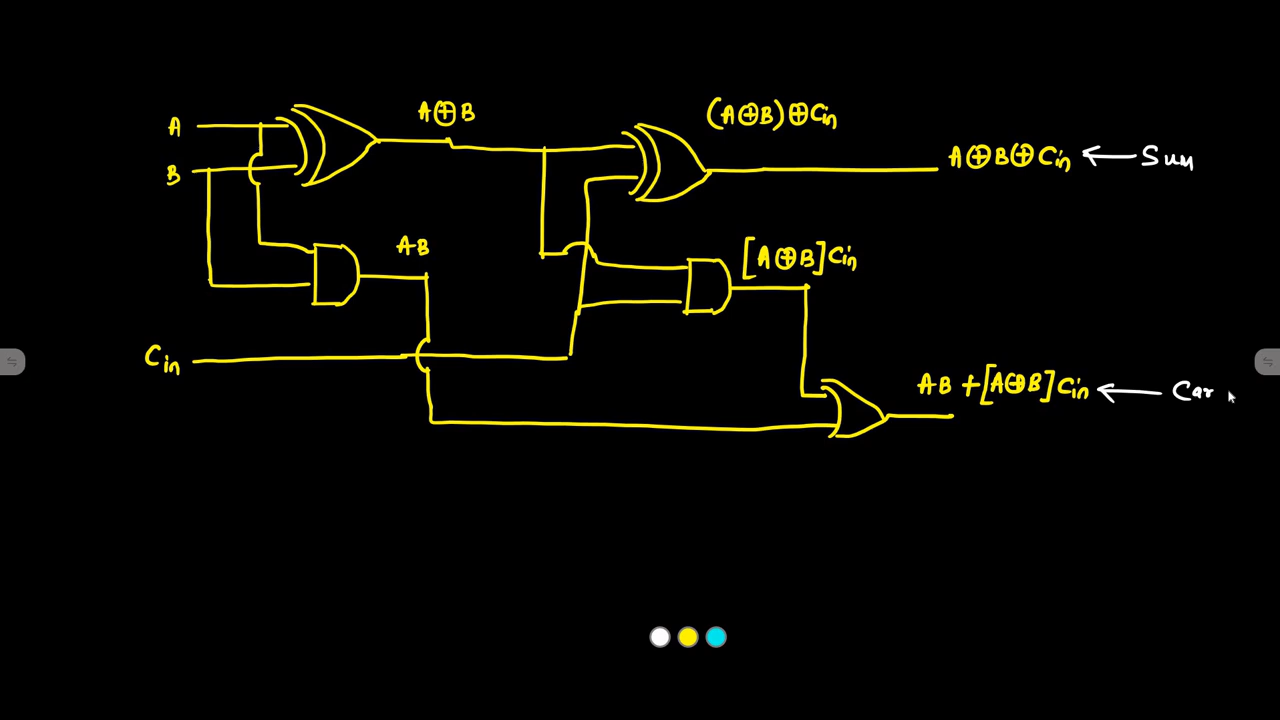 A
B
A⊕B
(A⊕B)⊕Cin
A⊕B⊕Cin ← Sum
AB
[A⊕B]Cin
Cin
AB + [A⊕B]Cin ← Car